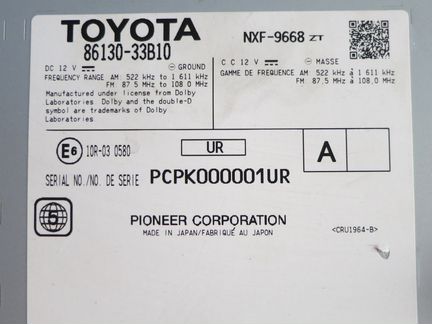 TOYOTA
86130-33B10
NXF-9668 ZT
DC 12 V ⊖ GROUND
FREQUENCY RANGE AM: 522 kHz to 1 611 kHz
FM: 87.5 MHz to 108.0 MHz
Manufactured under license from Dolby
Laboratories. Dolby and the double-D
symbol are trademarks of Dolby
Laboratories.
C C 12 V ⊖ MASSE
GAMME DE FREQUENCE AM: 522 kHz à 1 611 kHz
FM: 87.5 MHz à 108.0 MHz
E6 10R-03 0580
UR
A
SERIAL NO./NO. DE SERIE PCPK000001UR
5
PIONEER CORPORATION
MADE IN JAPAN/FABRIQUÉ AU JAPON
<CRU1964-B>